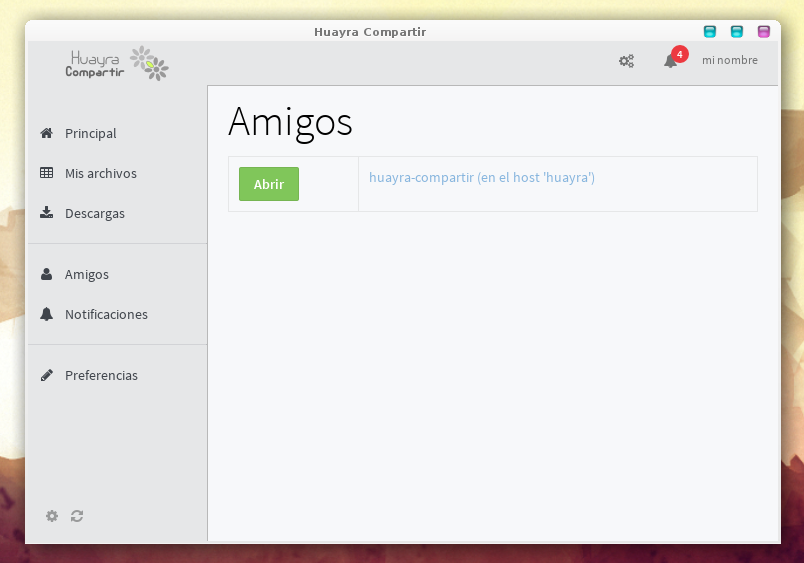 Huayra Compartir
Huayra
Compartir
4
mi nombre
Principal
Mis archivos
Descargas
Amigos
Notificaciones
Preferencias
Amigos
Abrir
huayra-compartir (en el host 'huayra')